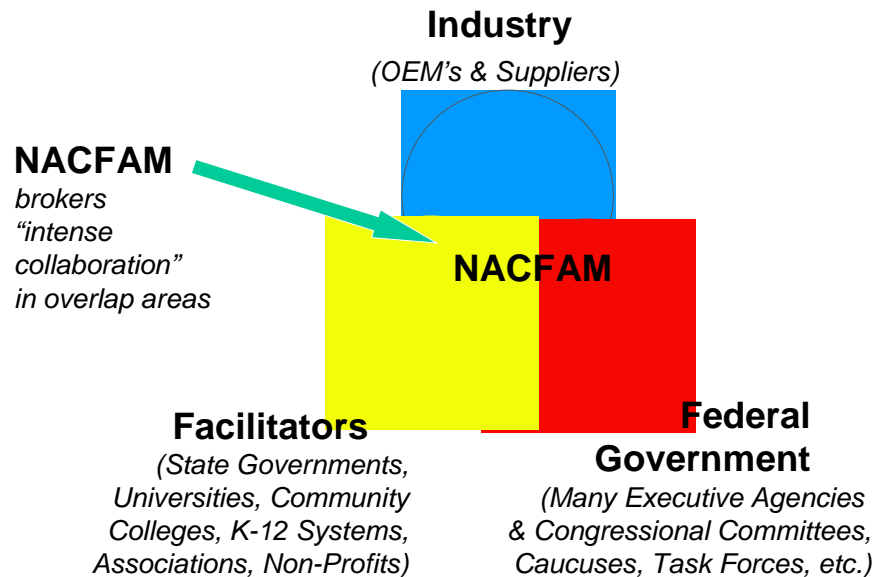 Industry
(OEM's & Suppliers)
NACFAM
brokers
“intense
collaboration”
in overlap areas
NACFAM
Facilitators
(State Governments,
Universities, Community
Colleges, K-12 Systems,
Associations, Non-Profits)
Federal
Government
(Many Executive Agencies
& Congressional Committees,
Caucuses, Task Forces, etc.)